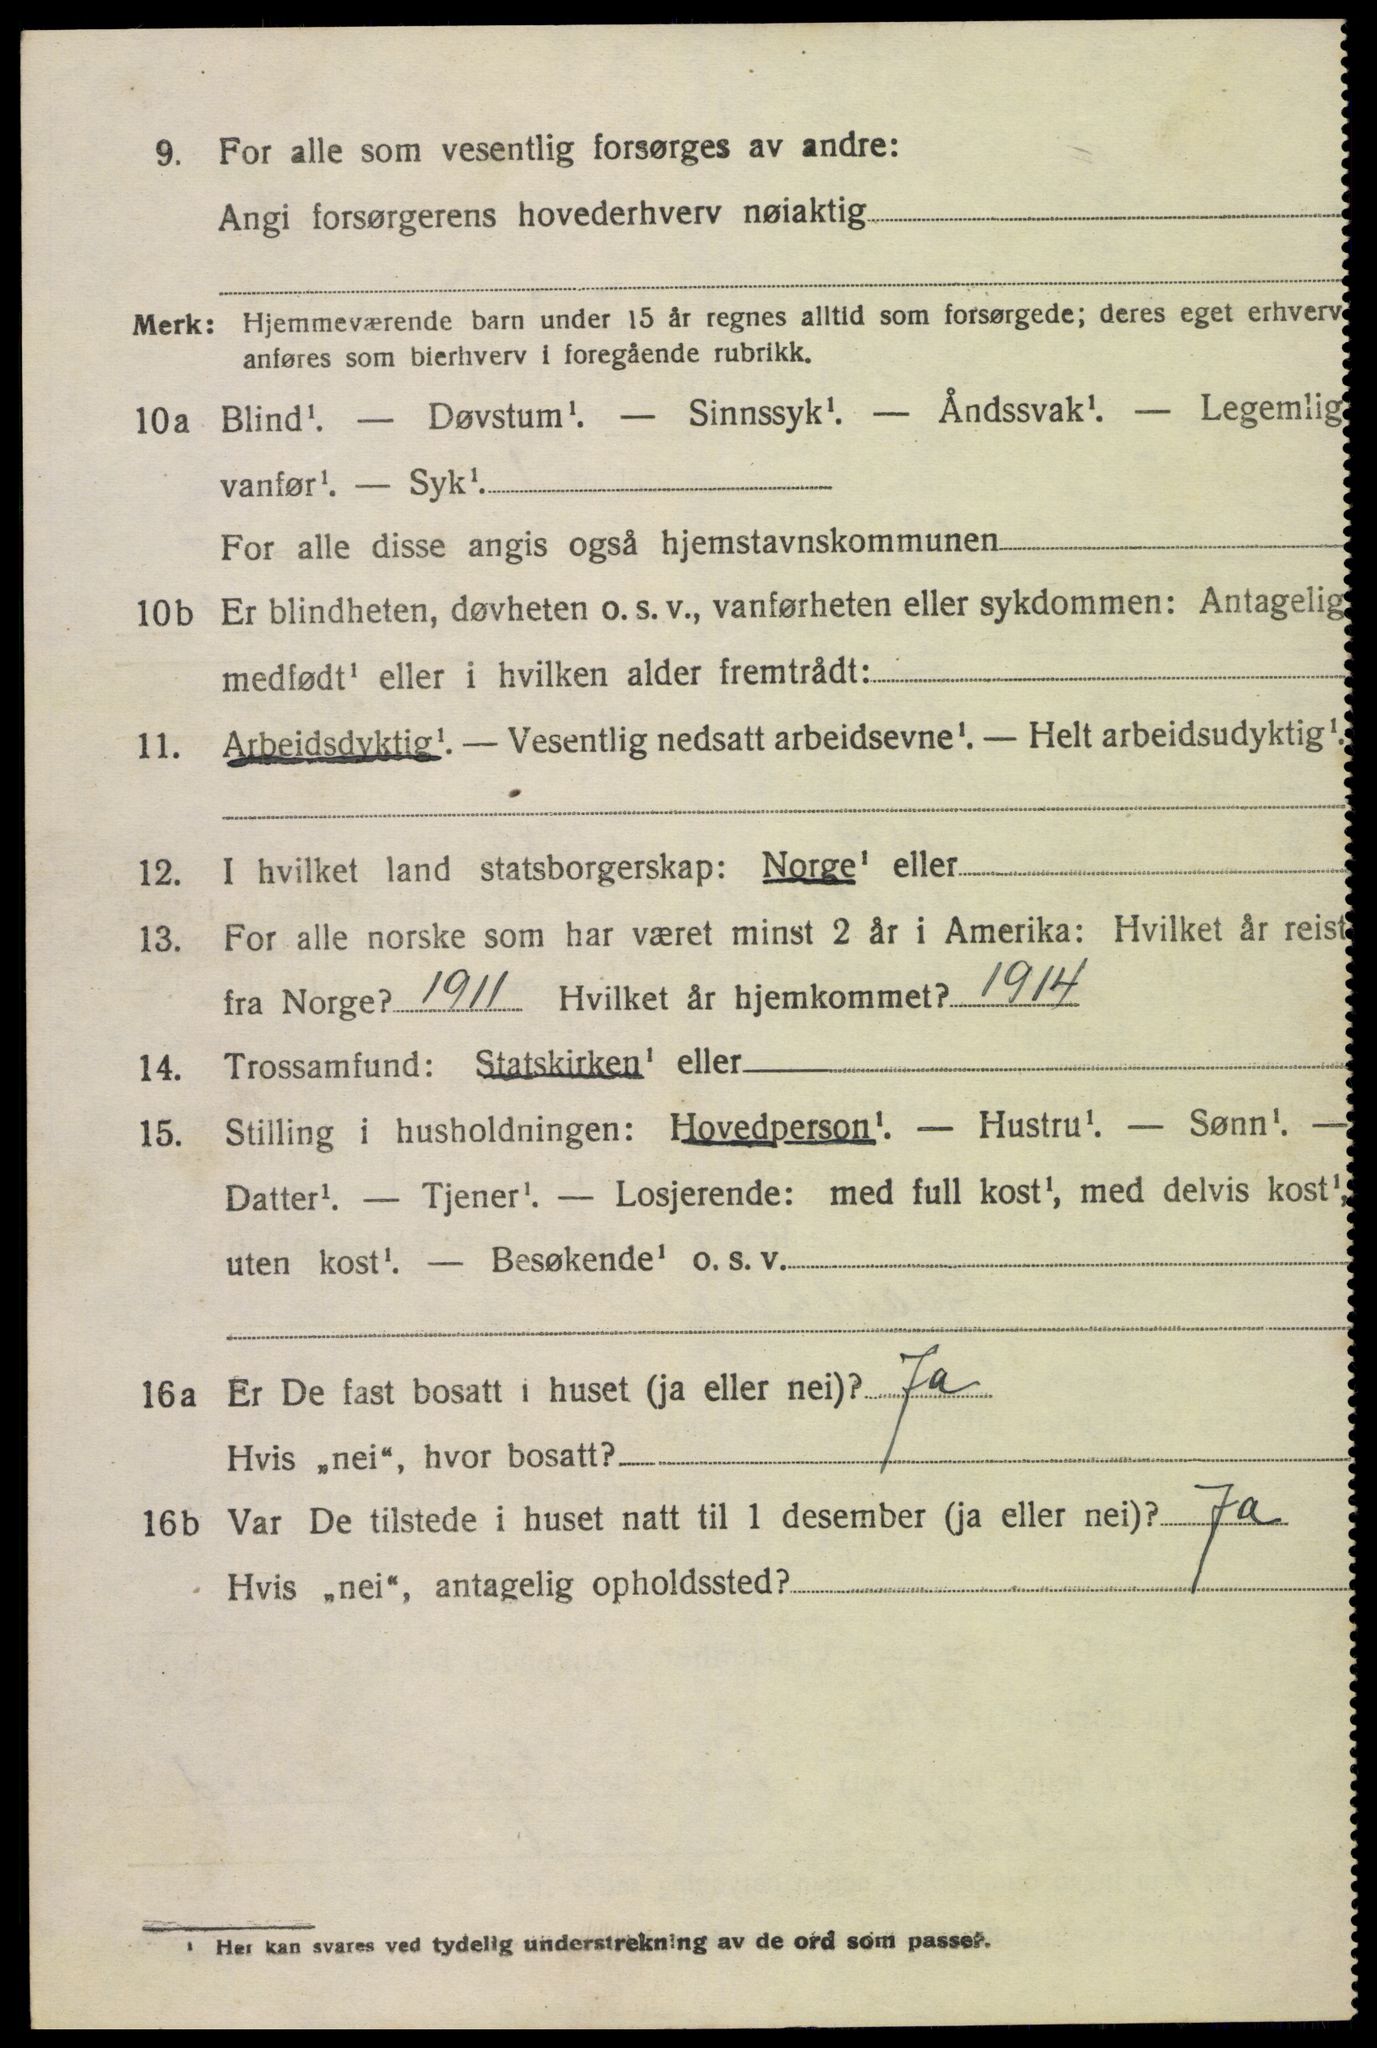 9. For alle som vesentlig forsørges av andre:
Angi forsørgerens hovederhverv nøiaktig
Merk: Hjemmeværende barn under 15 år regnes alltid som forsørgede; deres eget erhverv
anføres som bierhverv i foregående rubrikk.
10a Blind¹. — Døvstum¹. — Sinnssyk¹. — Åndssvak¹. — Legemlig
vanfør¹. — Syk¹.
For alle disse angis også hjemstavnskommunen
10b Er blindheten, døvheten o. s. v., vanførheten eller sykdommen: Antagelig
medfødt¹ eller i hvilken alder fremtrådt:
11. Arbeidsdyktig¹. — Vesentlig nedsatt arbeidsevne¹. — Helt arbeidsudyktig¹.
12. I hvilket land statsborgerskap: Norge¹ eller
13. For alle norske som har været minst 2 år i Amerika: Hvilket år reist
fra Norge? 1911 Hvilket år hjemkommet? 1914
14. Trossamfund: Statskirken¹ eller
15. Stilling i husholdningen: Hovedperson¹. — Hustru¹. — Sønn¹. —
Datter¹. — Tjener¹. — Losjerende: med full kost¹, med delvis kost¹,
uten kost¹. — Besøkende¹ o. s. v.
16a Er De fast bosatt i huset (ja eller nei)? Ja
Hvis „nei“, hvor bosatt?
16b Var De tilstede i huset natt til 1 desember (ja eller nei)? Ja
Hvis „nei“, antagelig opholdssted?
¹ Her kan svares ved tydelig understrekning av de ord som passer.